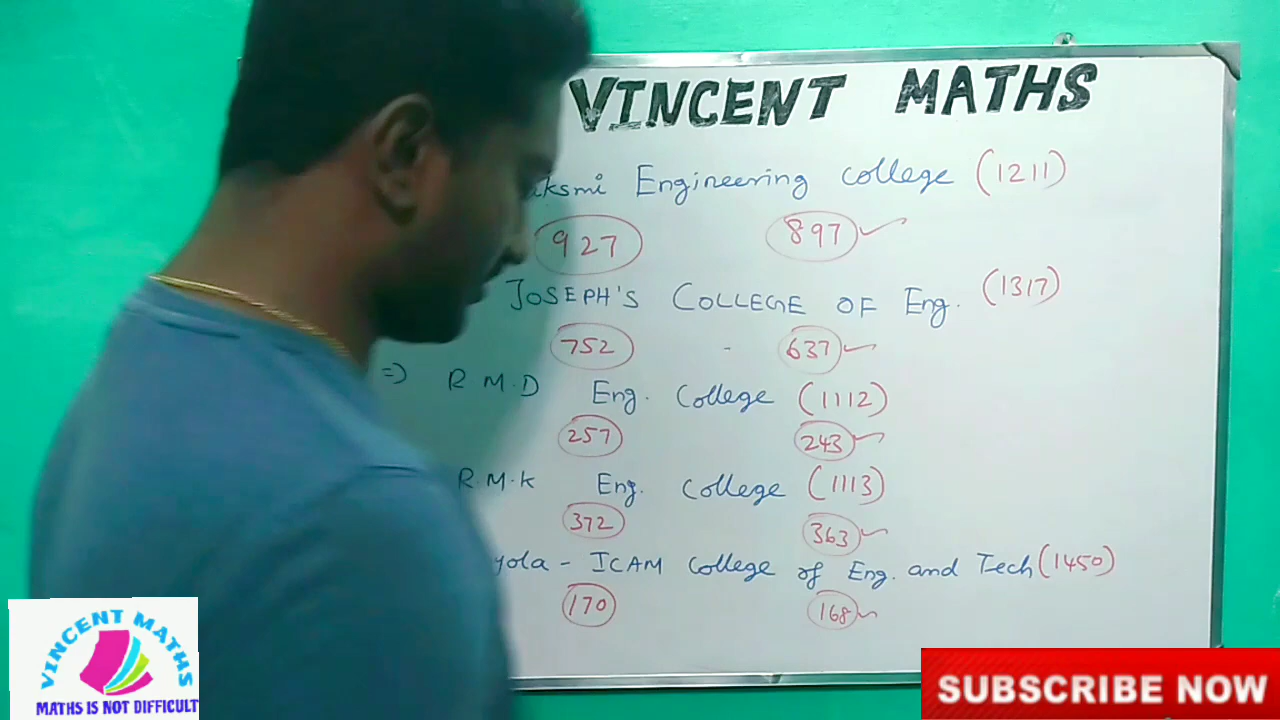 VINCENT MATHS
Engineering College (1211)
927 897
JOSEPH'S COLLEGE OF Eng. (1317)
752 - 637
=> R M.D Eng. College (1112)
257 243
R.M.K Eng. College (1113)
372 363
yola - ICAM College of Eng. and Tech (1450)
170 168
VINCENT MATHS
MATHS IS NOT DIFFICULT
SUBSCRIBE NOW